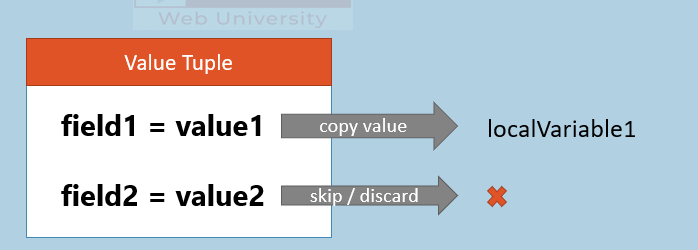 Web University
Value Tuple
field1 = value1 copy value localVariable1
field2 = value2 skip / discard ✖